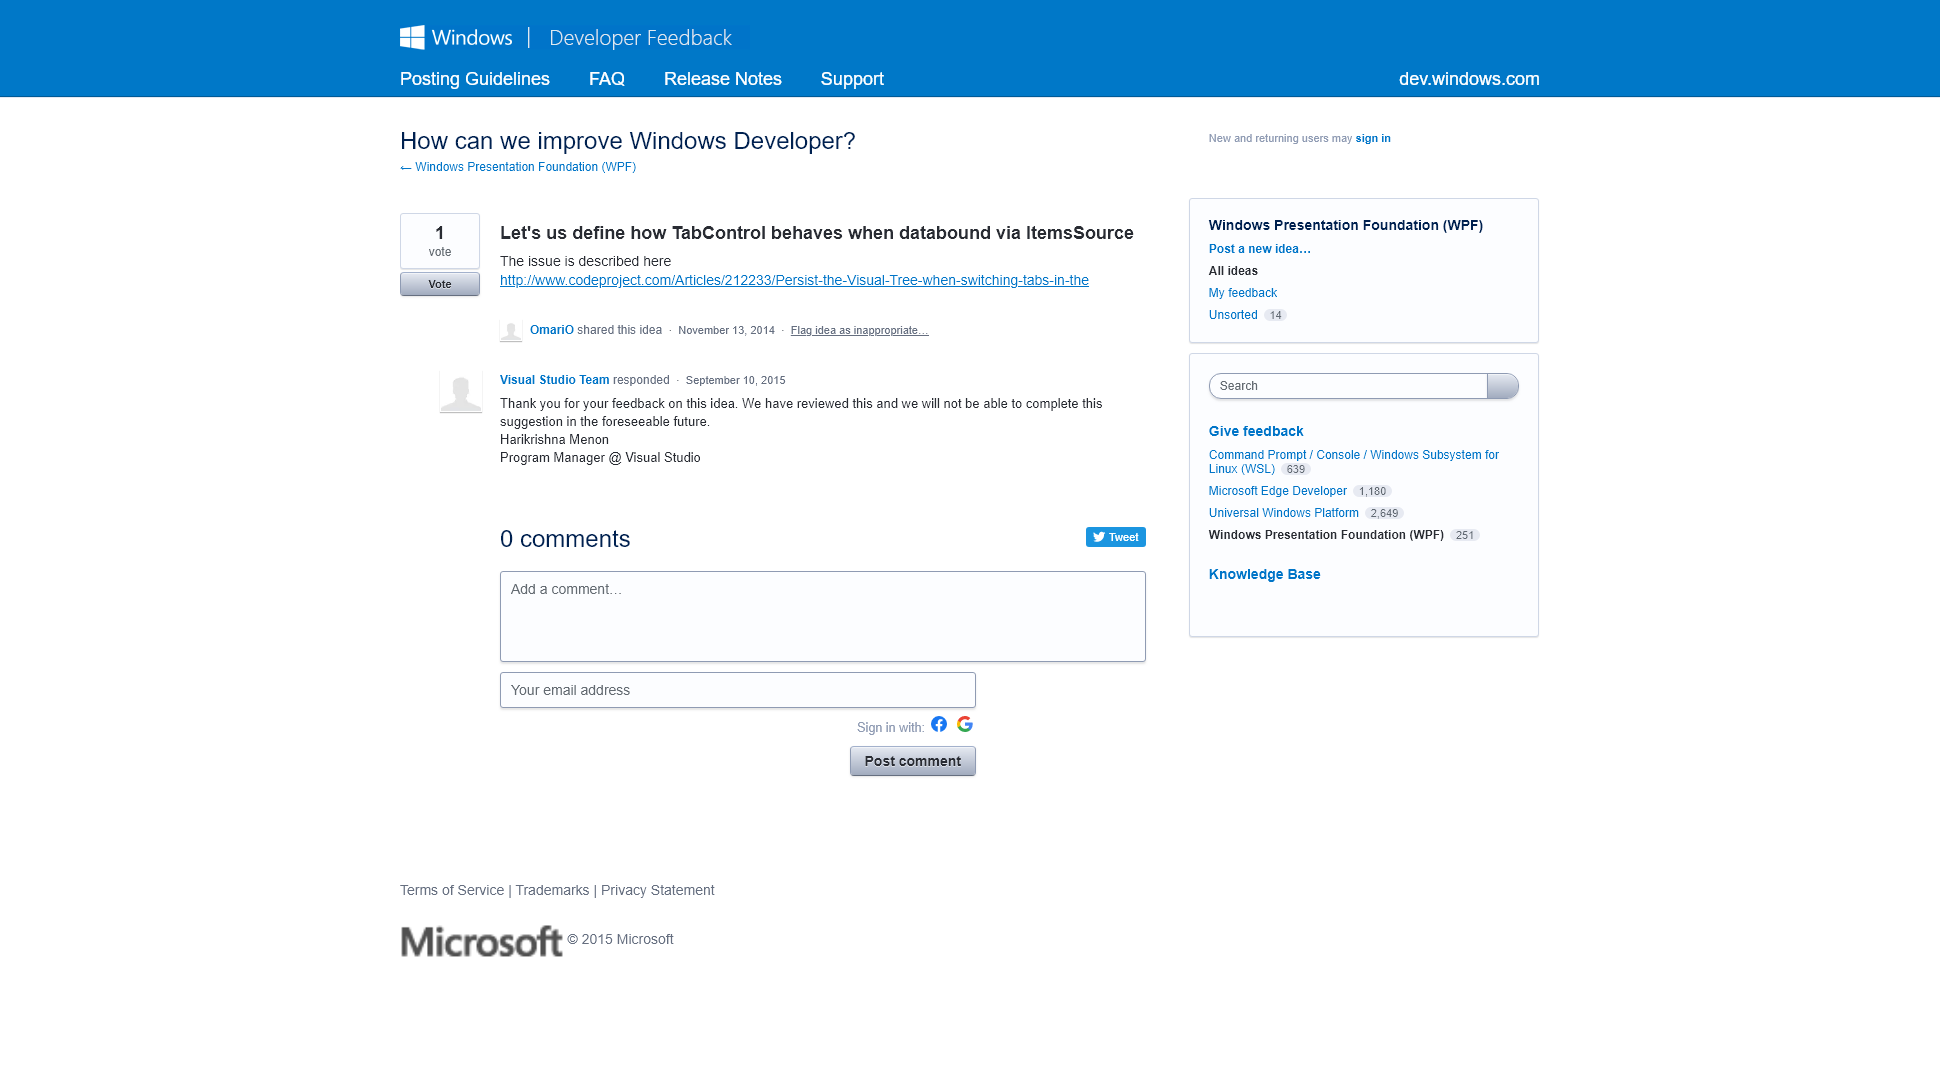 Windows | Developer Feedback
Posting Guidelines FAQ Release Notes Support dev.windows.com
How can we improve Windows Developer?
← Windows Presentation Foundation (WPF)
New and returning users may sign in
1
vote
Vote
Let's us define how TabControl behaves when databound via ItemsSource
The issue is described here
http://www.codeproject.com/Articles/212233/Persist-the-Visual-Tree-when-switching-tabs-in-the
OmariO shared this idea · November 13, 2014 · Flag idea as inappropriate…
Visual Studio Team responded · September 10, 2015
Thank you for your feedback on this idea. We have reviewed this and we will not be able to complete this
suggestion in the foreseeable future.
Harikrishna Menon
Program Manager @ Visual Studio
0 comments
Tweet
Add a comment…
Your email address
Sign in with:
Post comment
Windows Presentation Foundation (WPF)
Post a new idea…
All ideas
My feedback
Unsorted 14
Search
Give feedback
Command Prompt / Console / Windows Subsystem for
Linux (WSL) 639
Microsoft Edge Developer 1,180
Universal Windows Platform 2,649
Windows Presentation Foundation (WPF) 251
Knowledge Base
Terms of Service | Trademarks | Privacy Statement
Microsoft © 2015 Microsoft